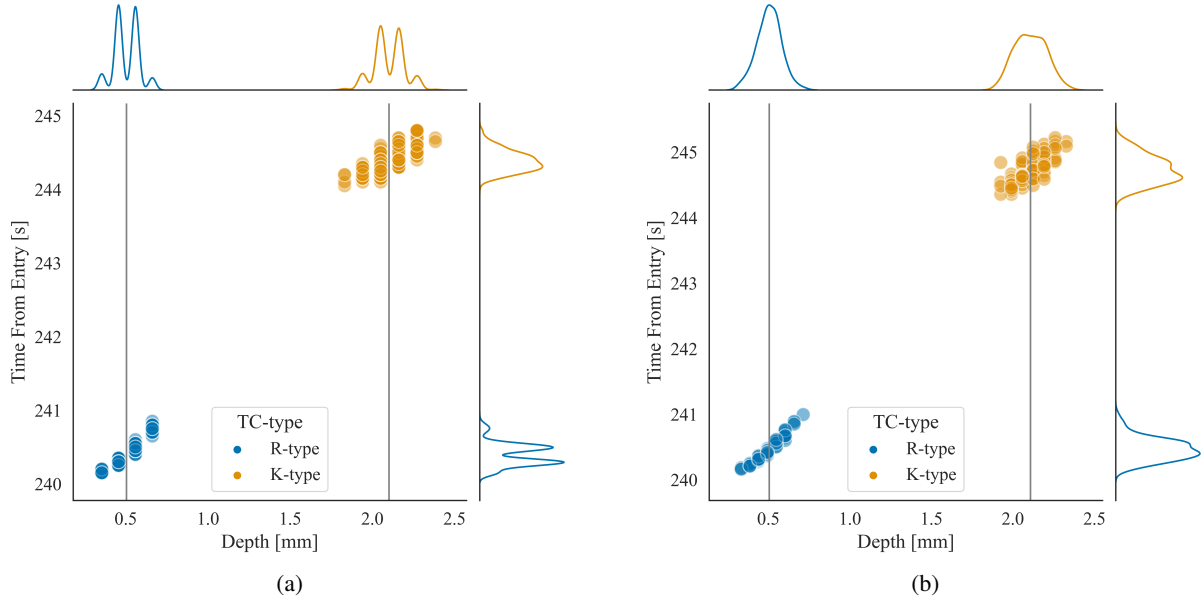 245
244
243
242
241
240
Time From Entry [s]
0.5
1.0
1.5
2.0
2.5
Depth [mm]
TC-type
R-type
K-type
(a)
245
244
243
242
241
240
Time From Entry [s]
0.5
1.0
1.5
2.0
2.5
Depth [mm]
TC-type
R-type
K-type
(b)